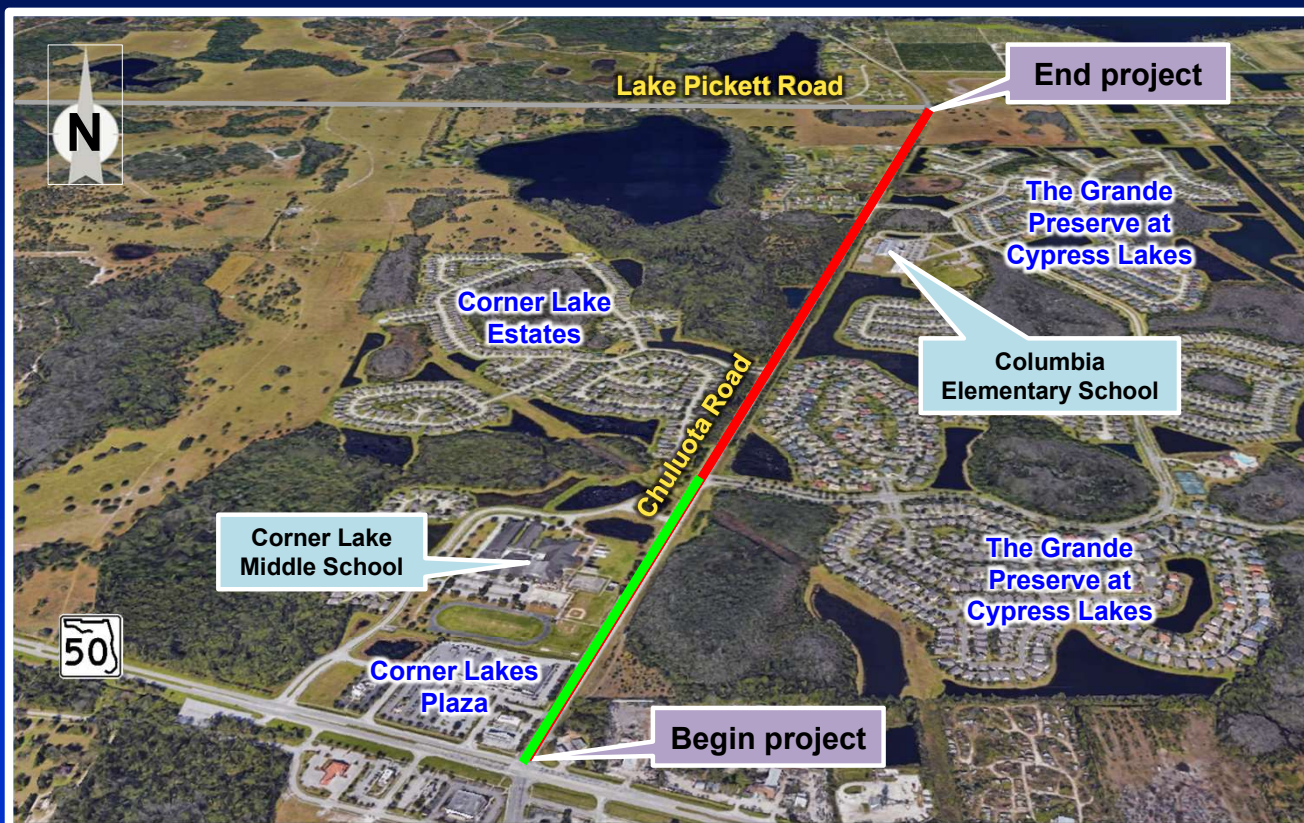 Lake Pickett Road
End project
N
The Grande
Preserve at
Cypress Lakes
Corner Lake
Estates
Columbia
Elementary School
Chuluota Road
Corner Lake
Middle School
The Grande
Preserve at
Cypress Lakes
50
Corner Lakes
Plaza
Begin project